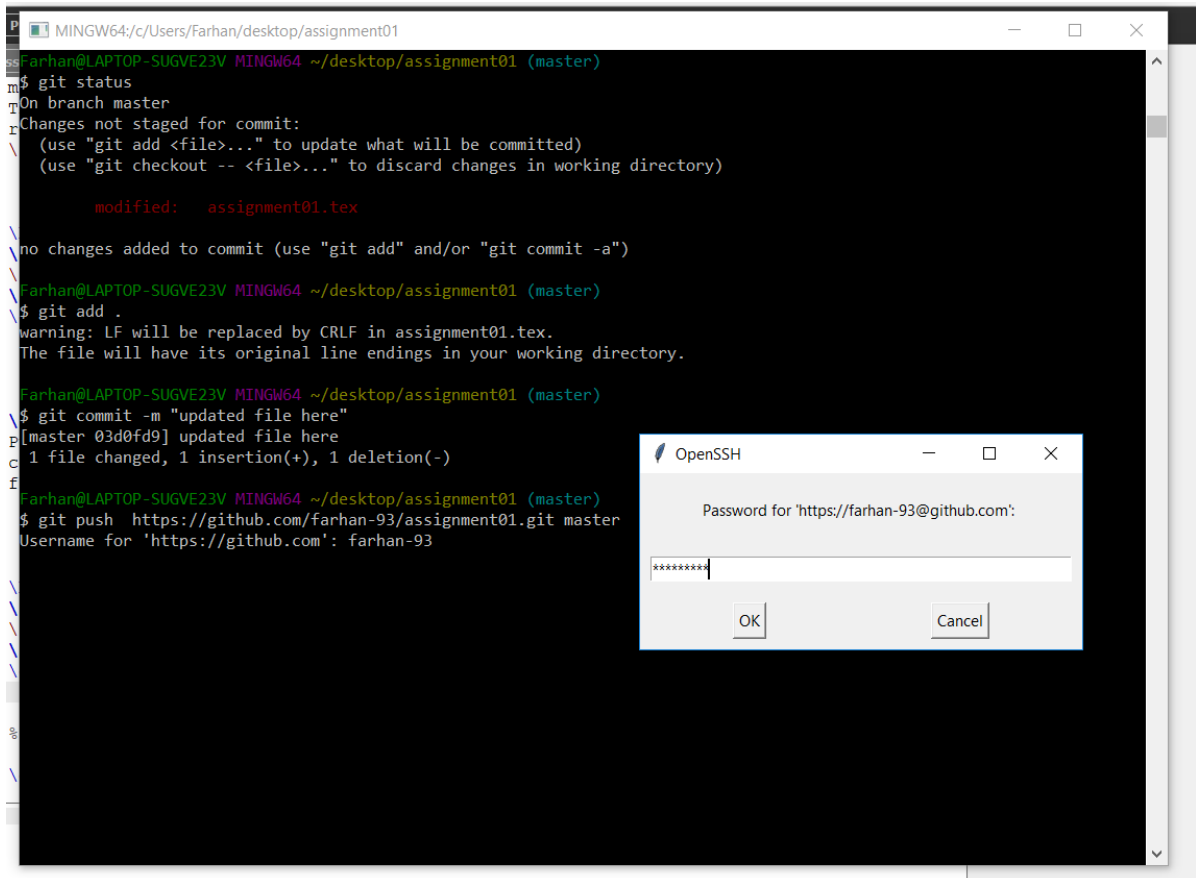 MINGW64:/c/Users/Farhan/desktop/assignment01
Farhan@LAPTOP-SUGVE23V MINGW64 ~/desktop/assignment01 (master)
$ git status
On branch master
Changes not staged for commit:
  (use "git add <file>..." to update what will be committed)
  (use "git checkout -- <file>..." to discard changes in working directory)
        modified:   assignment01.tex
no changes added to commit (use "git add" and/or "git commit -a")
Farhan@LAPTOP-SUGVE23V MINGW64 ~/desktop/assignment01 (master)
$ git add .
warning: LF will be replaced by CRLF in assignment01.tex.
The file will have its original line endings in your working directory.
Farhan@LAPTOP-SUGVE23V MINGW64 ~/desktop/assignment01 (master)
$ git commit -m "updated file here"
[master 03d0fd9] updated file here
 1 file changed, 1 insertion(+), 1 deletion(-)
Farhan@LAPTOP-SUGVE23V MINGW64 ~/desktop/assignment01 (master)
$ git push  https://github.com/farhan-93/assignment01.git master
Username for 'https://github.com': farhan-93
OpenSSH
Password for 'https://farhan-93@github.com':
*********
OK
Cancel